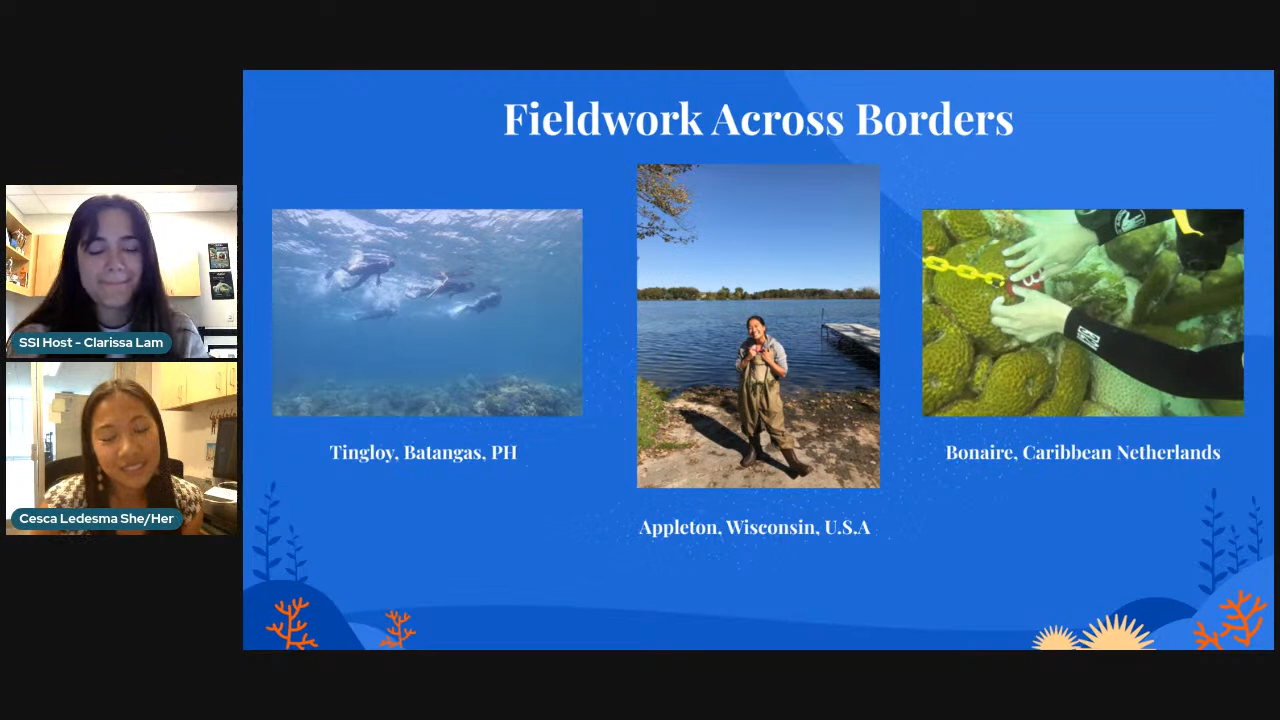 Fieldwork Across Borders
SSI Host - Clarissa Lam
Cesca Ledesma She/Her
Tingloy, Batangas, PH
Appleton, Wisconsin, U.S.A
Bonaire, Caribbean Netherlands